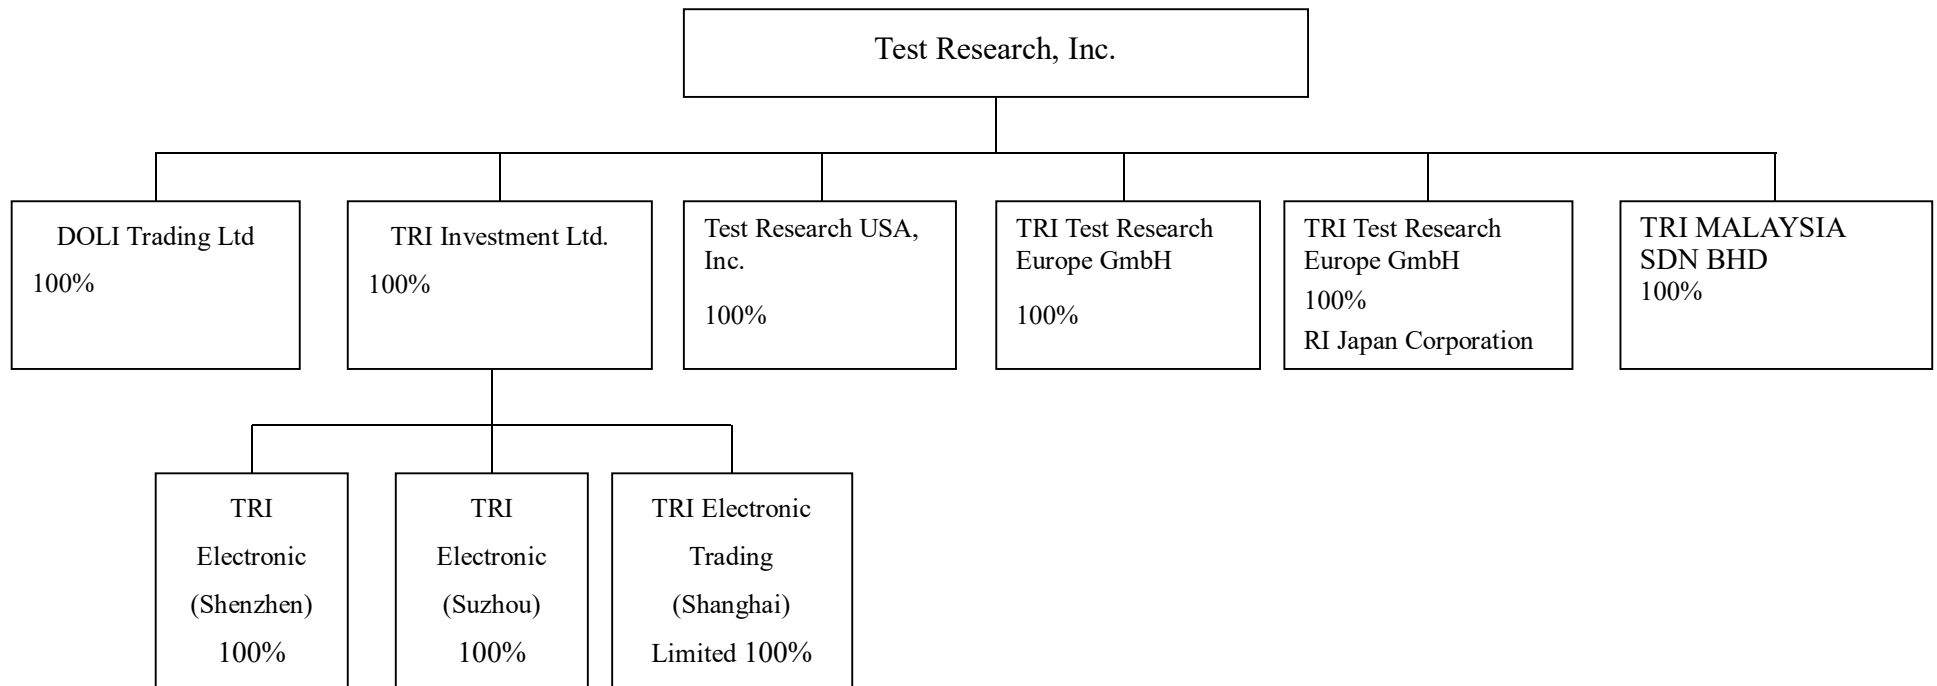 Test Research, Inc.
DOLI Trading Ltd
100%
TRI Investment Ltd.
100%
Test Research USA,
Inc.
100%
TRI Test Research
Europe GmbH
100%
TRI Test Research
Europe GmbH
100%
RI Japan Corporation
TRI MALAYSIA
SDN BHD
100%
TRI
Electronic
(Shenzhen)
100%
TRI
Electronic
(Suzhou)
100%
TRI Electronic
Trading
(Shanghai)
Limited 100%